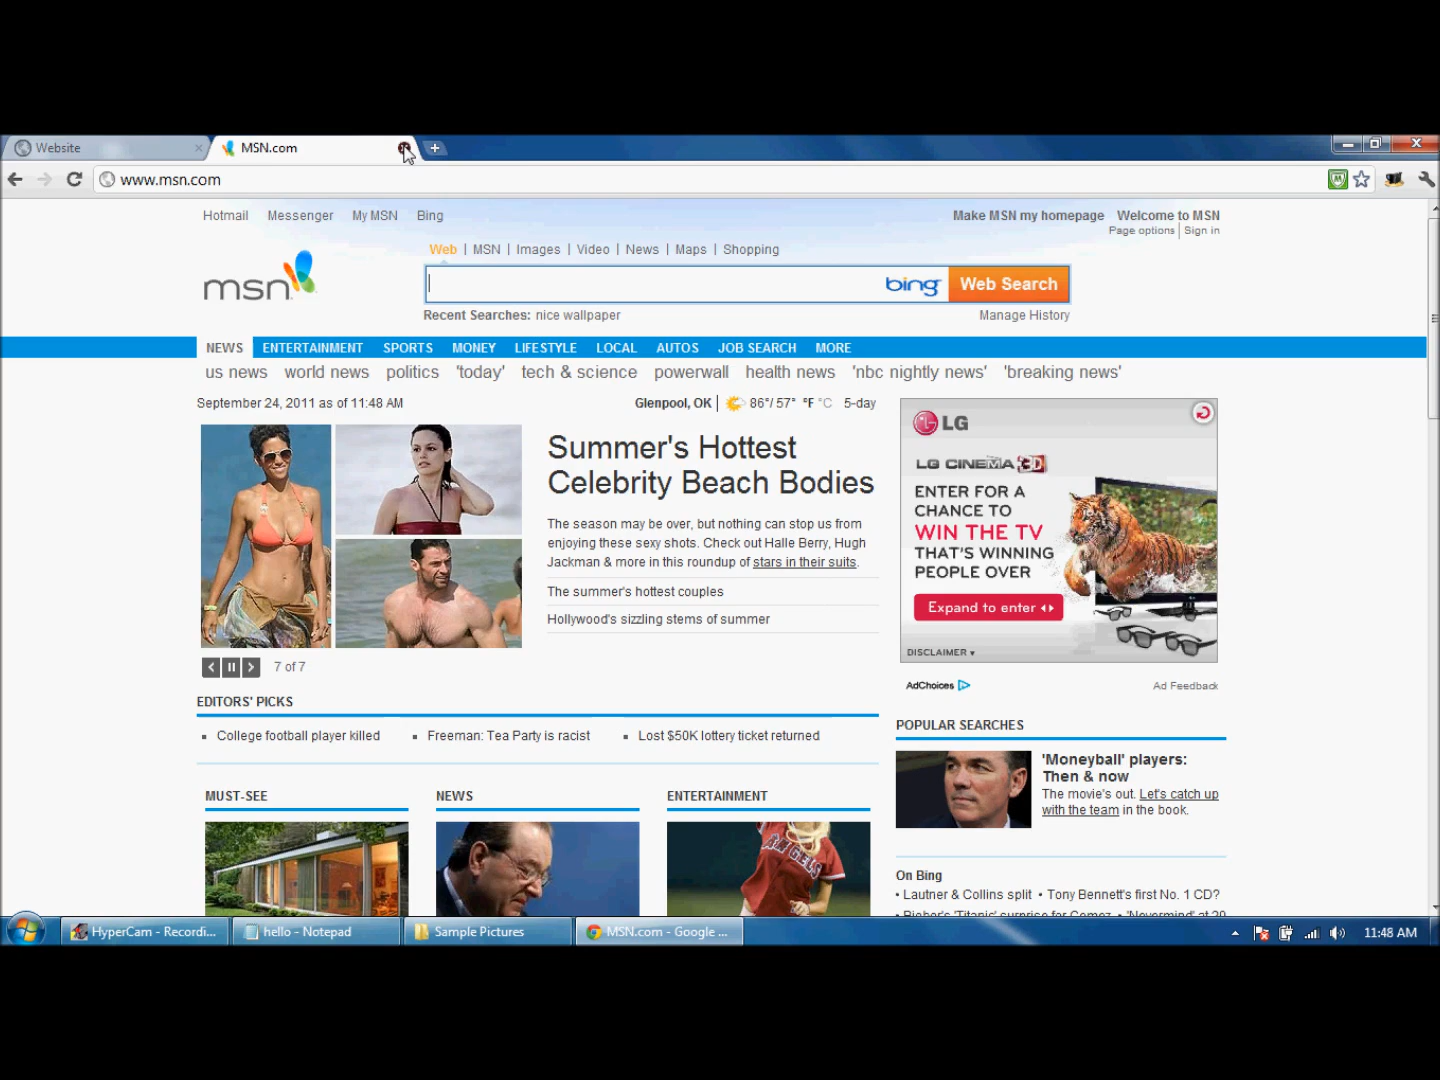 Website
MSN.com
www.msn.com
Hotmail Messenger My MSN Bing
Make MSN my homepage Welcome to MSN
Page options | Sign in
Web | MSN | Images | Video | News | Maps | Shopping
msn
bing Web Search
Recent Searches: nice wallpaper
Manage History
NEWS ENTERTAINMENT SPORTS MONEY LIFESTYLE LOCAL AUTOS JOB SEARCH MORE
us news world news politics 'today' tech & science powerwall health news 'nbc nightly news' 'breaking news'
September 24, 2011 as of 11:48 AM
Glenpool, OK | 86°/ 57° °F °C 5-day
Summer's Hottest
Celebrity Beach Bodies
The season may be over, but nothing can stop us from
enjoying these sexy shots. Check out Halle Berry, Hugh
Jackman & more in this roundup of stars in their suits.
The summer's hottest couples
Hollywood's sizzling stems of summer
7 of 7
LG
LG CINEMA 3D
ENTER FOR A
CHANCE TO
WIN THE TV
THAT'S WINNING
PEOPLE OVER
Expand to enter
DISCLAIMER
AdChoices
Ad Feedback
EDITORS' PICKS
College football player killed
Freeman: Tea Party is racist
Lost $50K lottery ticket returned
POPULAR SEARCHES
'Moneyball' players:
Then & now
The movie's out. Let's catch up
with the team in the book.
MUST-SEE
NEWS
ENTERTAINMENT
ANGELS
On Bing
Lautner & Collins split • Tony Bennett's first No. 1 CD?
Bieber's 'Titanic' surprise for Gomez • 'Nevermind' at 20
HyperCam - Recordi...
hello - Notepad
Sample Pictures
MSN.com - Google ...
11:48 AM